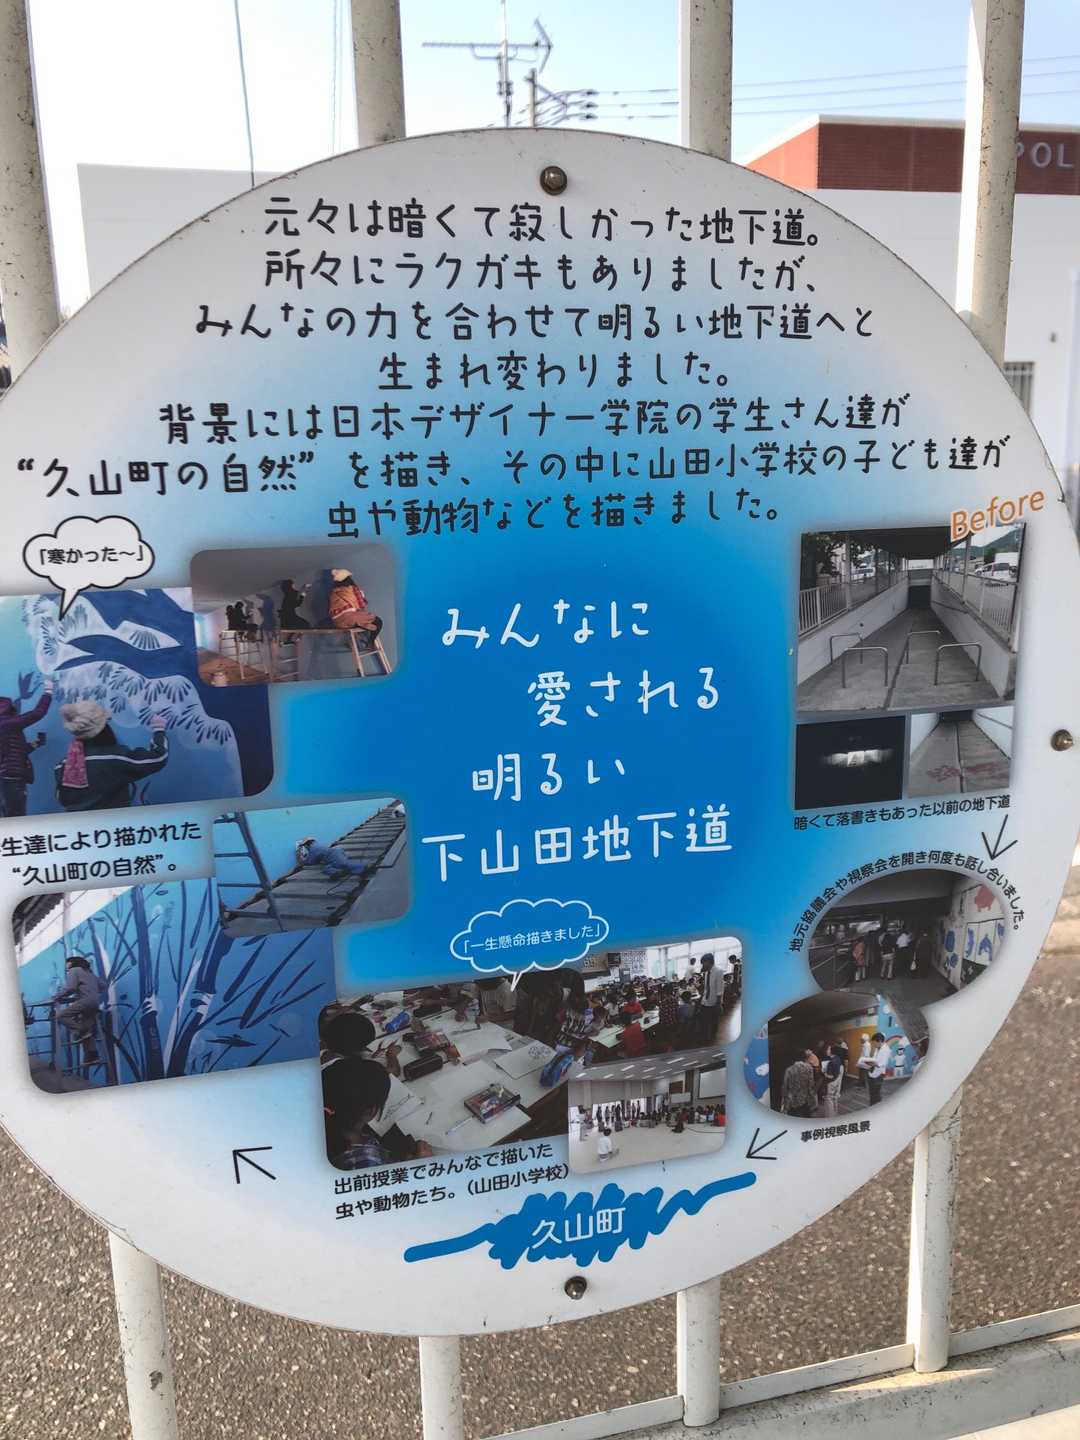 POL
元々は暗くて寂しかった地下道。
所々にラクガキもありましたが、
みんなの力を合わせて明るい地下道へと
生まれ変わりました。
背景には日本デザイナー学院の学生さん達が
“久山町の自然”を描き、その中に山田小学校の子ども達が
虫や動物などを描きました。
「寒かった〜」
Before
みんなに
愛される
明るい
下山田地下道
生達により描かれた
“久山町の自然”。
暗くて落書きもあった以前の地下道
地元協議会や視察会を開き何度も話し合いました。
事例視察風景
「一生懸命描きました」
出前授業でみんなで描いた
虫や動物たち。（山田小学校）
久山町